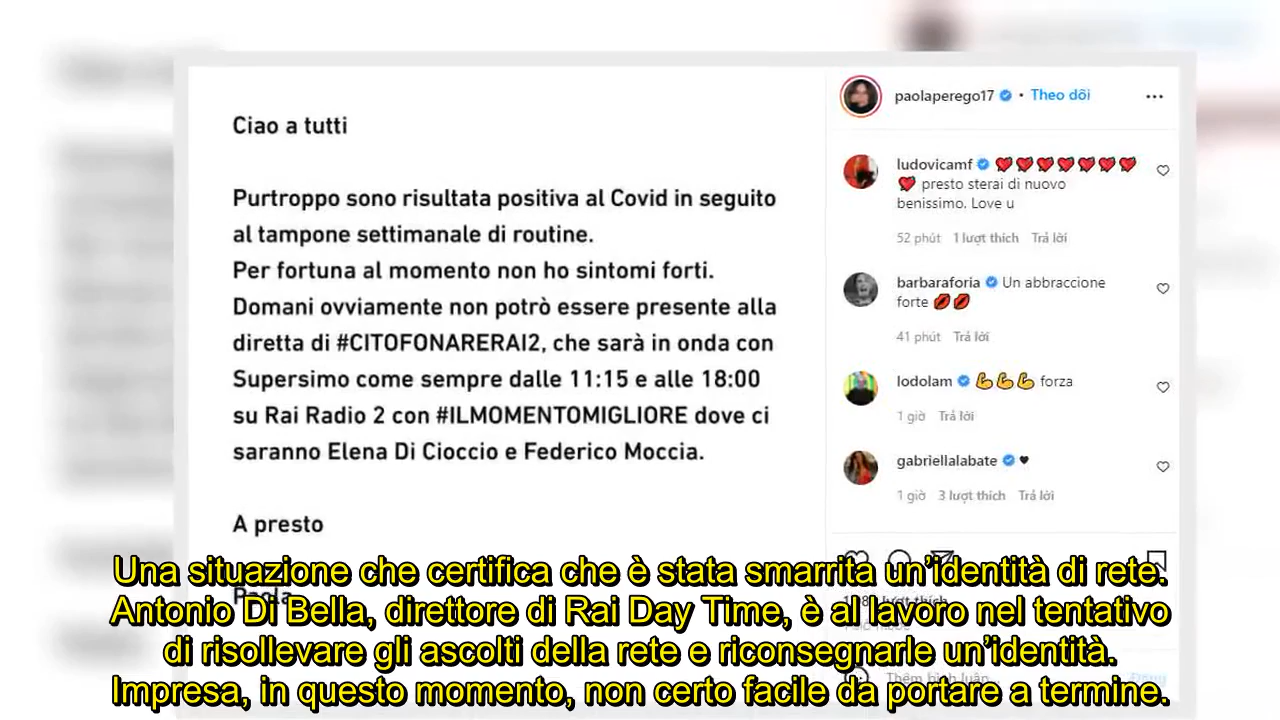 Ciao a tutti
Purtroppo sono risultata positiva al Covid in seguito
al tampone settimanale di routine.
Per fortuna al momento non ho sintomi forti.
Domani ovviamente non potrò essere presente alla
diretta di #CITOFONARERAI2, che sarà in onda con
Supersimo come sempre dalle 11:15 e alle 18:00
su Rai Radio 2 con #ILMOMENTOMIGLIORE dove ci
saranno Elena Di Cioccio e Federico Moccia.
A presto
Paola
paolaperego17 • Theo dõi
ludovicamf ❤️❤️❤️❤️❤️❤️❤️
❤️ presto sterai di nuovo
benissimo. Love u
52 phút 1 lượt thích Trả lời
barbaraforia Un abbraccione
forte 💋💋
41 phút Trả lời
lodolam 💪💪💪 forza
1 giờ Trả lời
gabriellalabate 🖤
1 giờ 3 lượt thích Trả lời
lượt thích
Thêm bình luận...
Đăng
Una situazione che certifica che è stata smarrita un’identità di rete.
Antonio Di Bella, direttore di Rai Day Time, è al lavoro nel tentativo
di risollevare gli ascolti della rete e riconsegnarle un’identità.
Impresa, in questo momento, non certo facile da portare a termine.